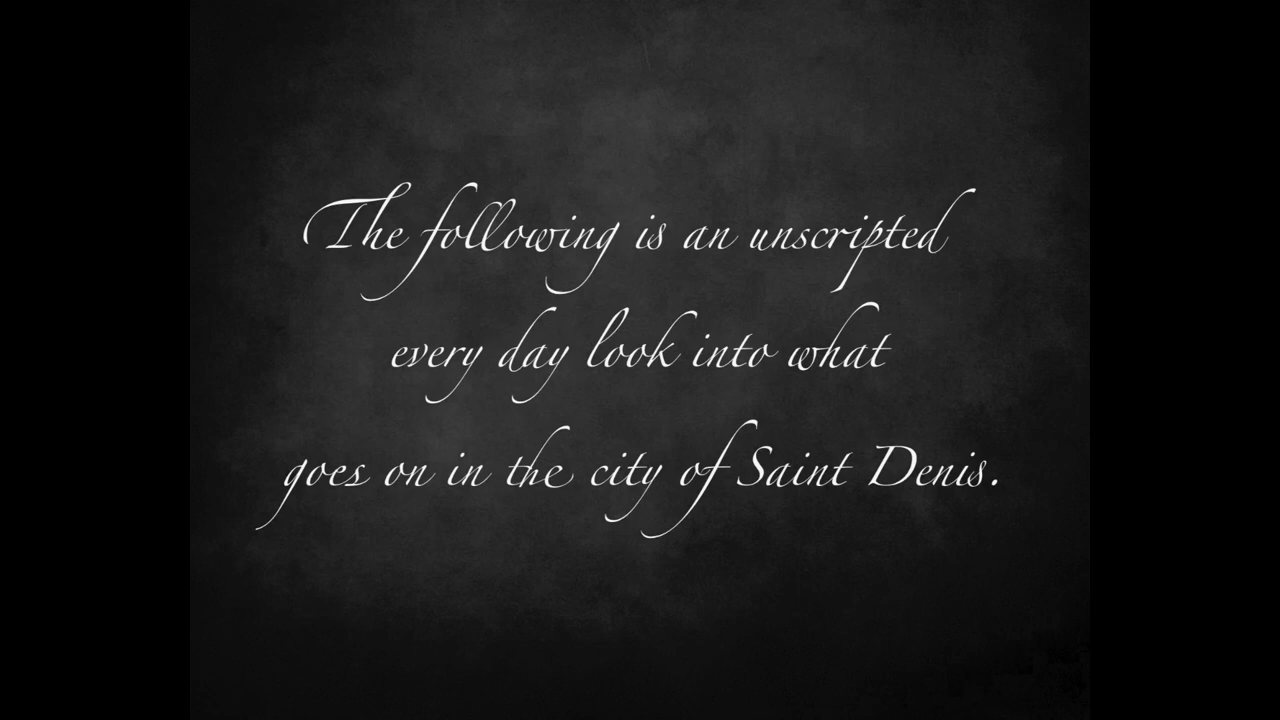 The following is an unscripted
every day look into what
goes on in the city of Saint Denis.